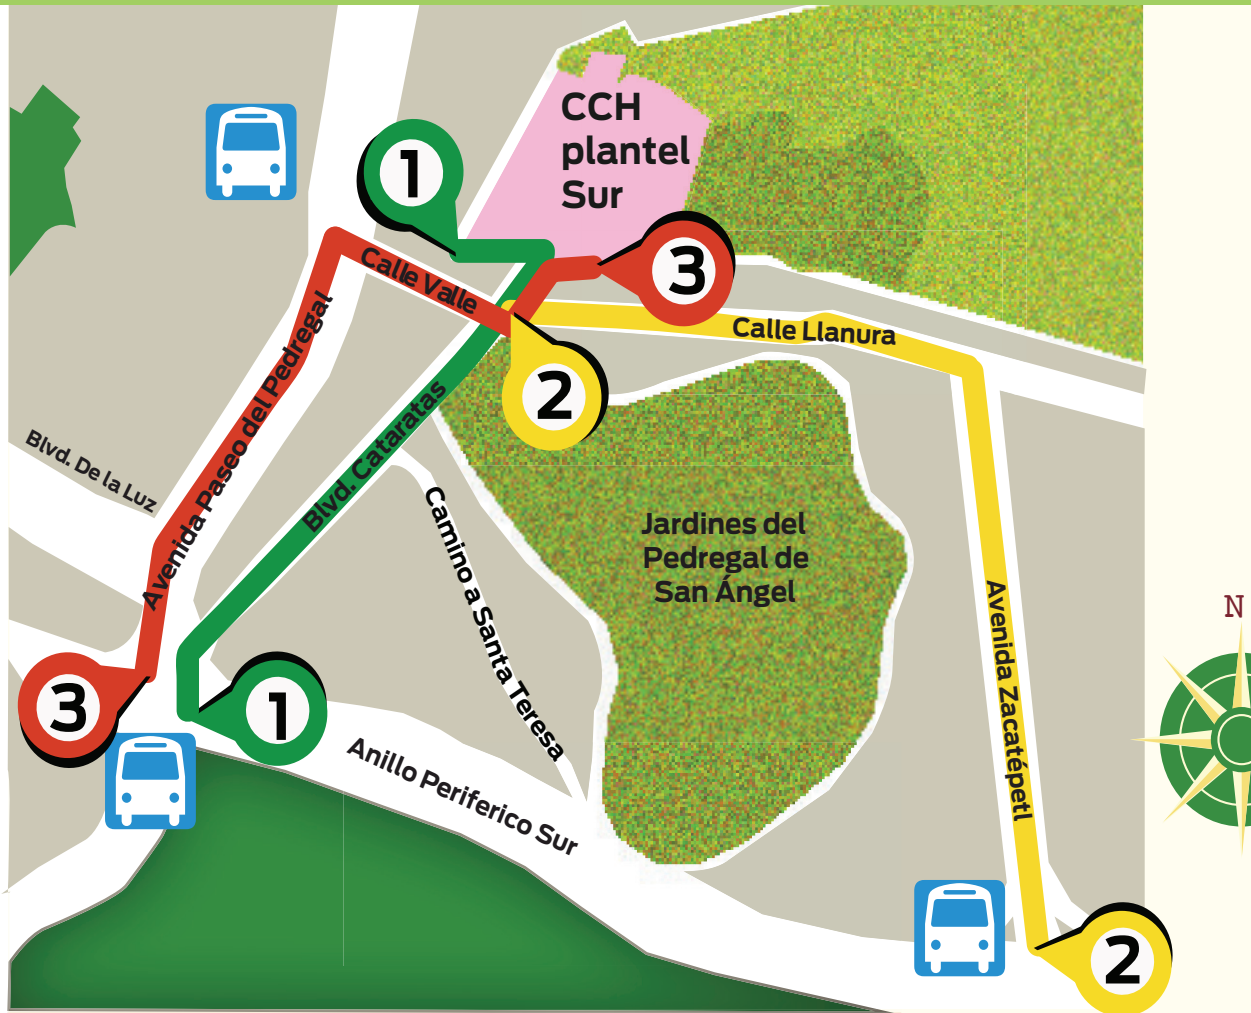 CCH
plantel
Sur
1
3
Calle Valle
Calle Llanura
2
Avenida Paseo del Pedregal
Blvd. Cataratas
Blvd. De la Luz
Camino a Santa Teresa
Jardines del
Pedregal de
San Ángel
Avenida Zacatépetl
N
3
1
Anillo Periferico Sur
2